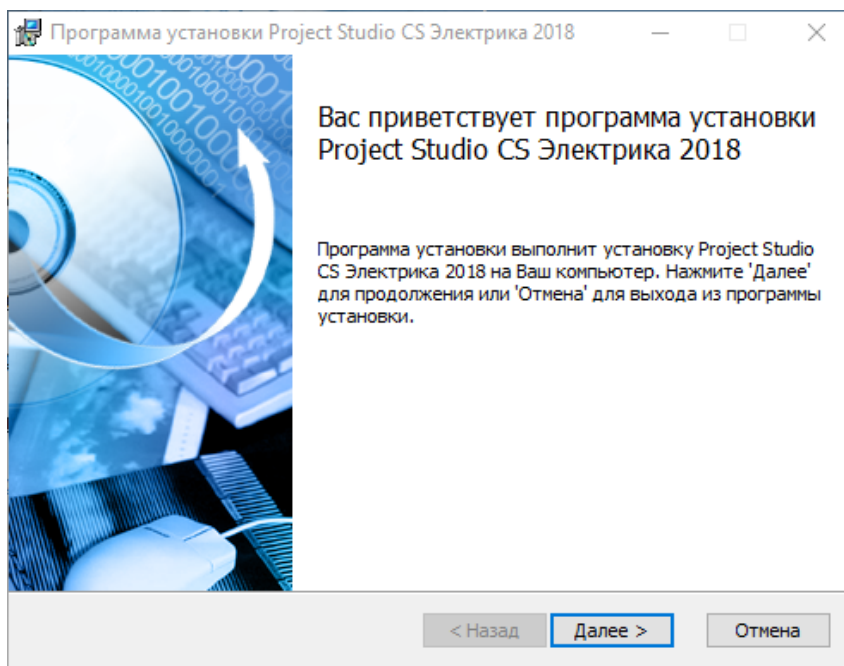 Программа установки Project Studio CS Электрика 2018
Вас приветствует программа установки
Project Studio CS Электрика 2018
Программа установки выполнит установку Project Studio
CS Электрика 2018 на Ваш компьютер. Нажмите 'Далее'
для продолжения или 'Отмена' для выхода из программы
установки.
< Назад
Далее >
Отмена